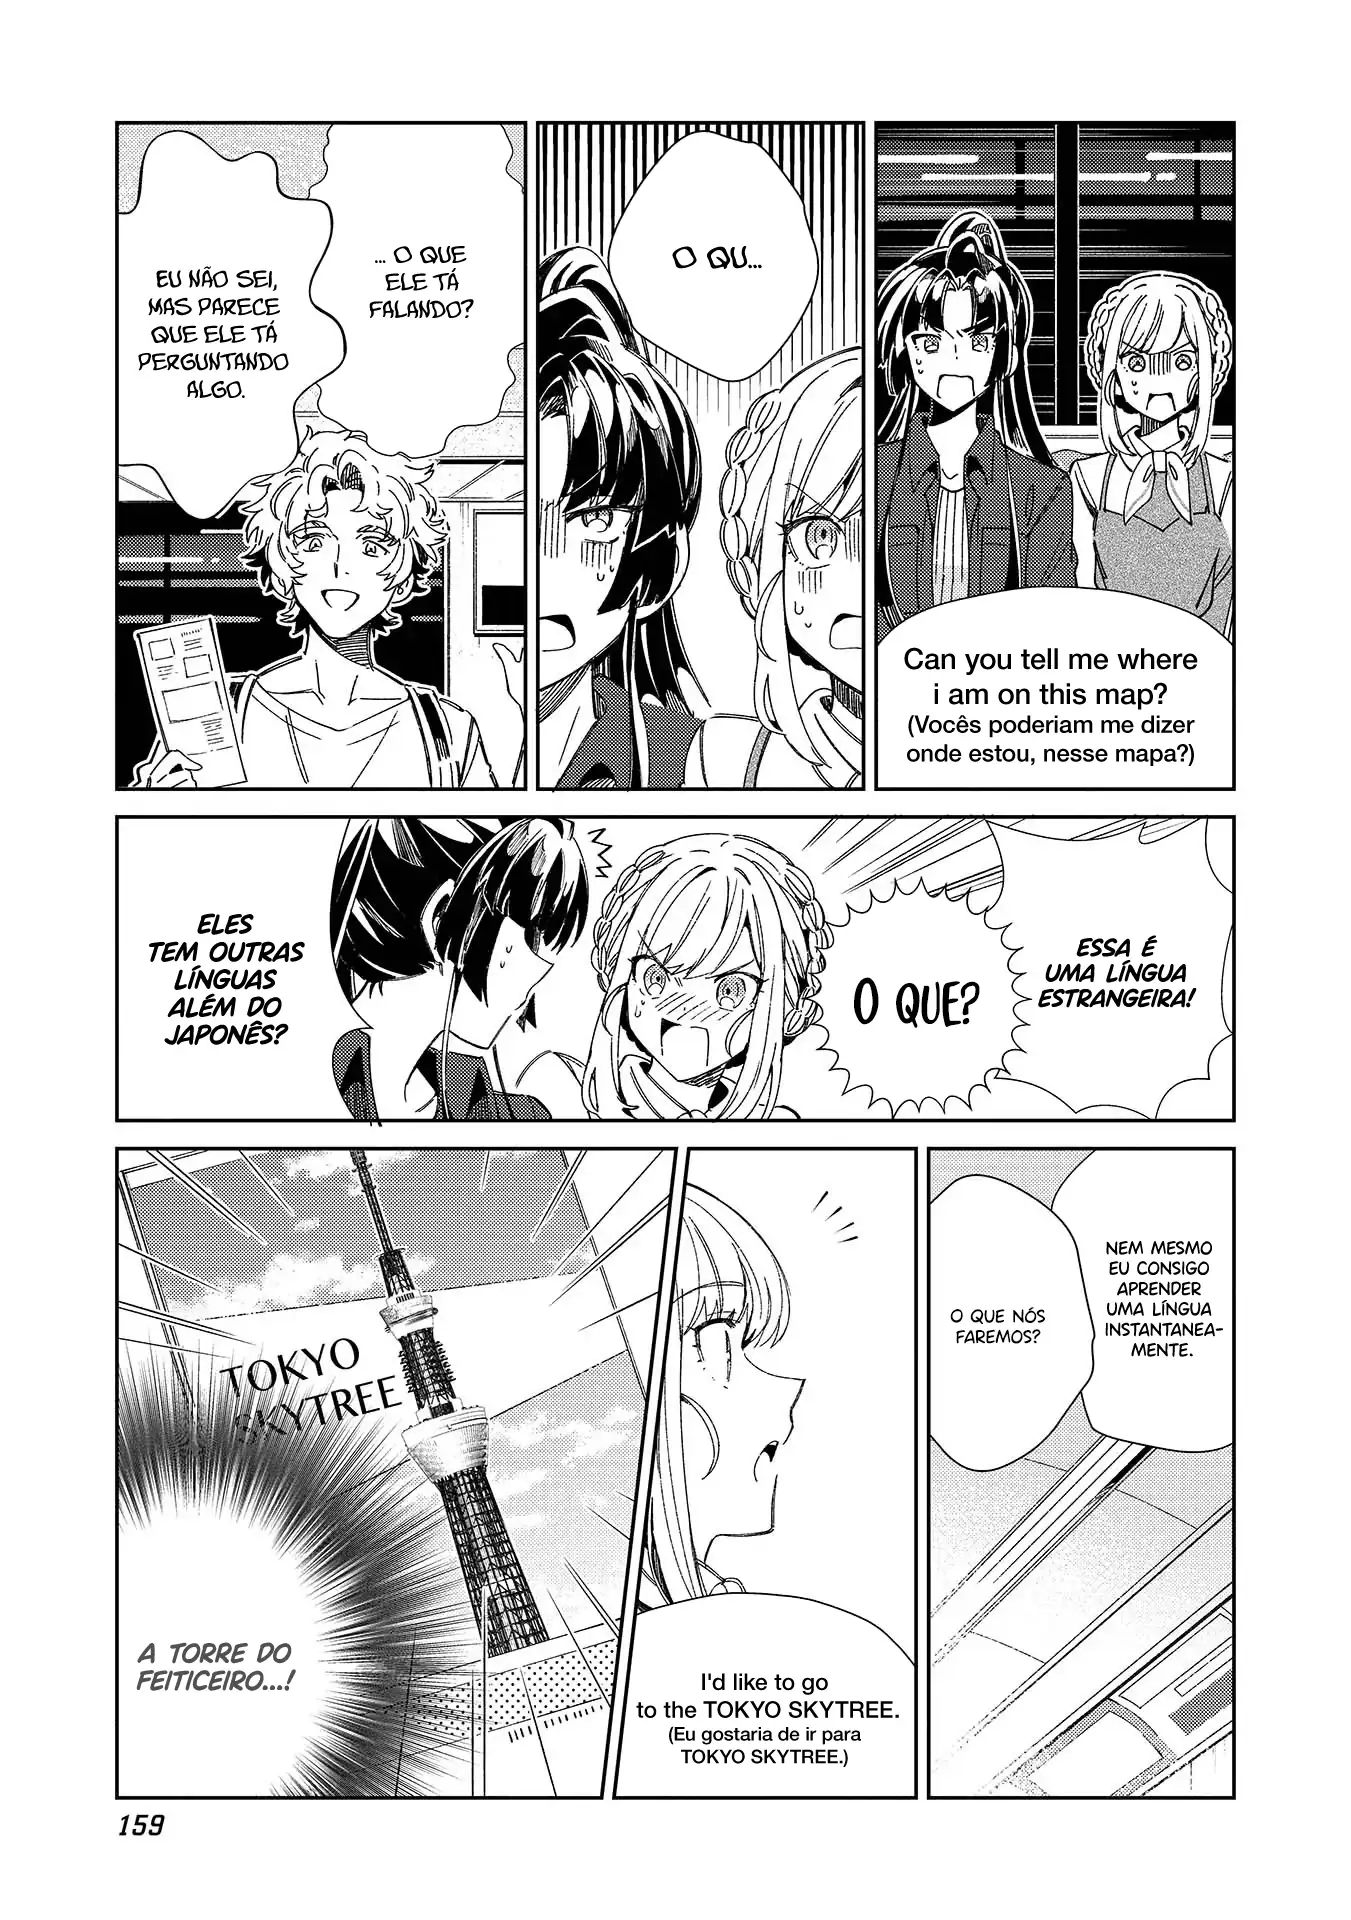 Can you tell me where
i am on this map?
(Vocês poderiam me dizer
onde estou, nesse mapa?)
O QU...
... O QUE
ELE TÁ
FALANDO?
EU NÃO SEI,
MAS PARECE
QUE ELE TÁ
PERGUNTANDO
ALGO.
ESSA É
UMA LÍNGUA
ESTRANGEIRA!
O QUE?
ELES
TEM OUTRAS
LÍNGUAS
ALÉM DO
JAPONÊS?
NEM MESMO
EU CONSIGO
APRENDER
UMA LÍNGUA
INSTANTANEA-
MENTE.
O QUE NÓS
FAREMOS?
I'd like to go
to the TOKYO SKYTREE.
(Eu gostaria de ir para
TOKYO SKYTREE.)
TOKYO
SKYTREE
A TORRE DO
FEITICEIRO...!
159